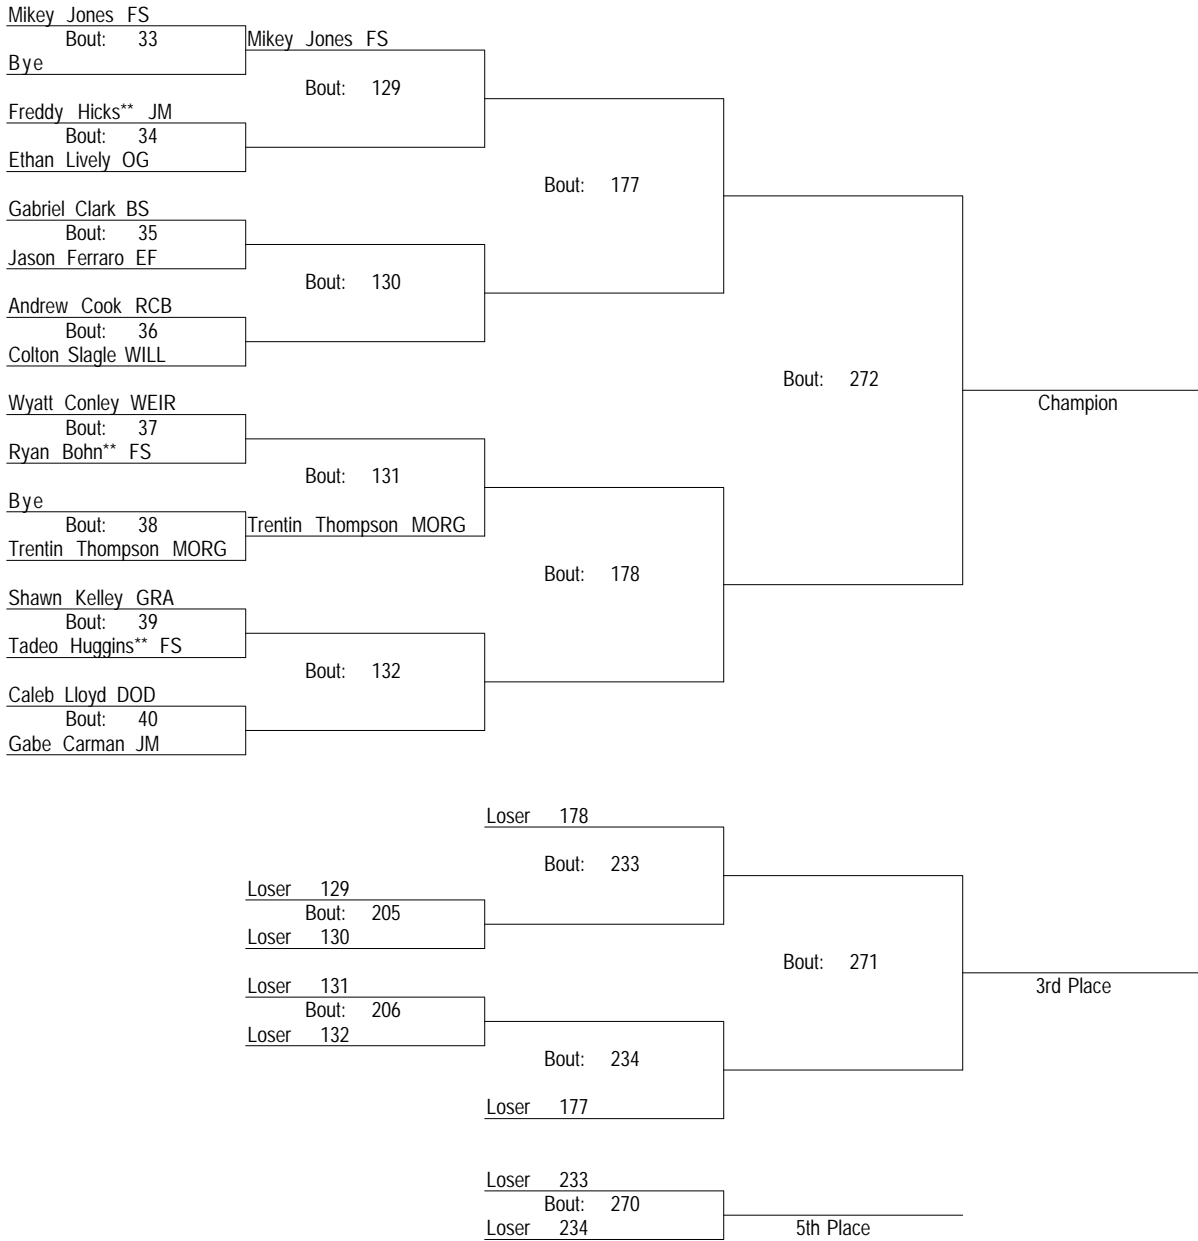 Mikey Jones FS
Bout: 33
Mikey Jones FS
Bye
Bout: 129
Freddy Hicks** JM
Bout: 34
Ethan Lively OG
Bout: 177
Gabriel Clark BS
Bout: 35
Jason Ferraro EF
Bout: 130
Andrew Cook RCB
Bout: 36
Colton Slagle WILL
Bout: 272
Champion
Wyatt Conley WEIR
Bout: 37
Ryan Bohn** FS
Bout: 131
Bye
Bout: 38
Trentin Thompson MORG
Trentin Thompson MORG
Bout: 178
Shawn Kelley GRA
Bout: 39
Tadeo Huggins** FS
Bout: 132
Caleb Lloyd DOD
Bout: 40
Gabe Carman JM
Loser 178
Bout: 233
Loser 129
Bout: 205
Loser 130
Bout: 271
3rd Place
Loser 131
Bout: 206
Loser 132
Bout: 234
Loser 177
Loser 233
Bout: 270
Loser 234
5th Place